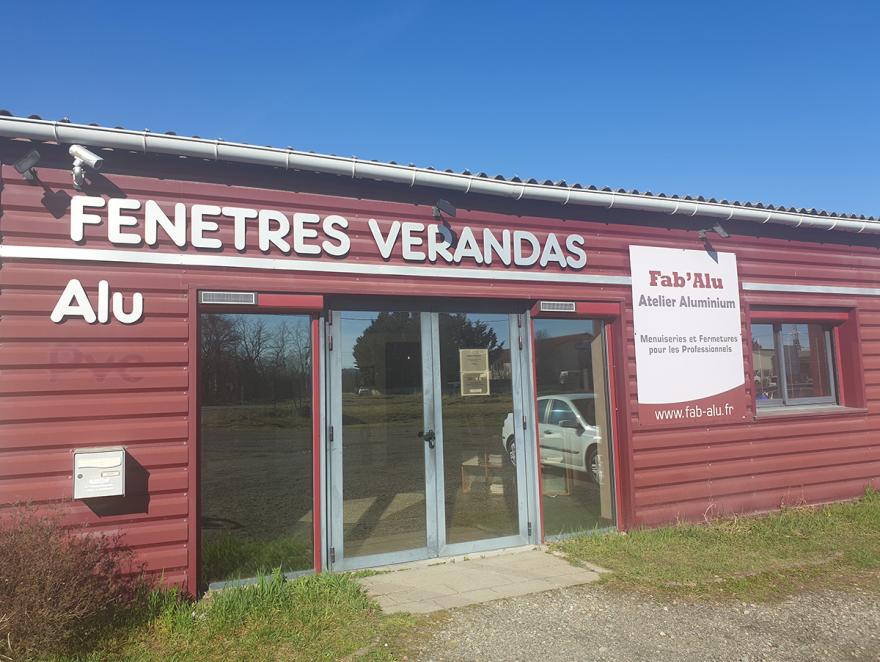 FENETRES VERANDAS
Alu
PVC
Fab'Alu
Atelier Aluminium
Menuiseries et Fermetures
pour les Professionnels
www.fab-alu.fr